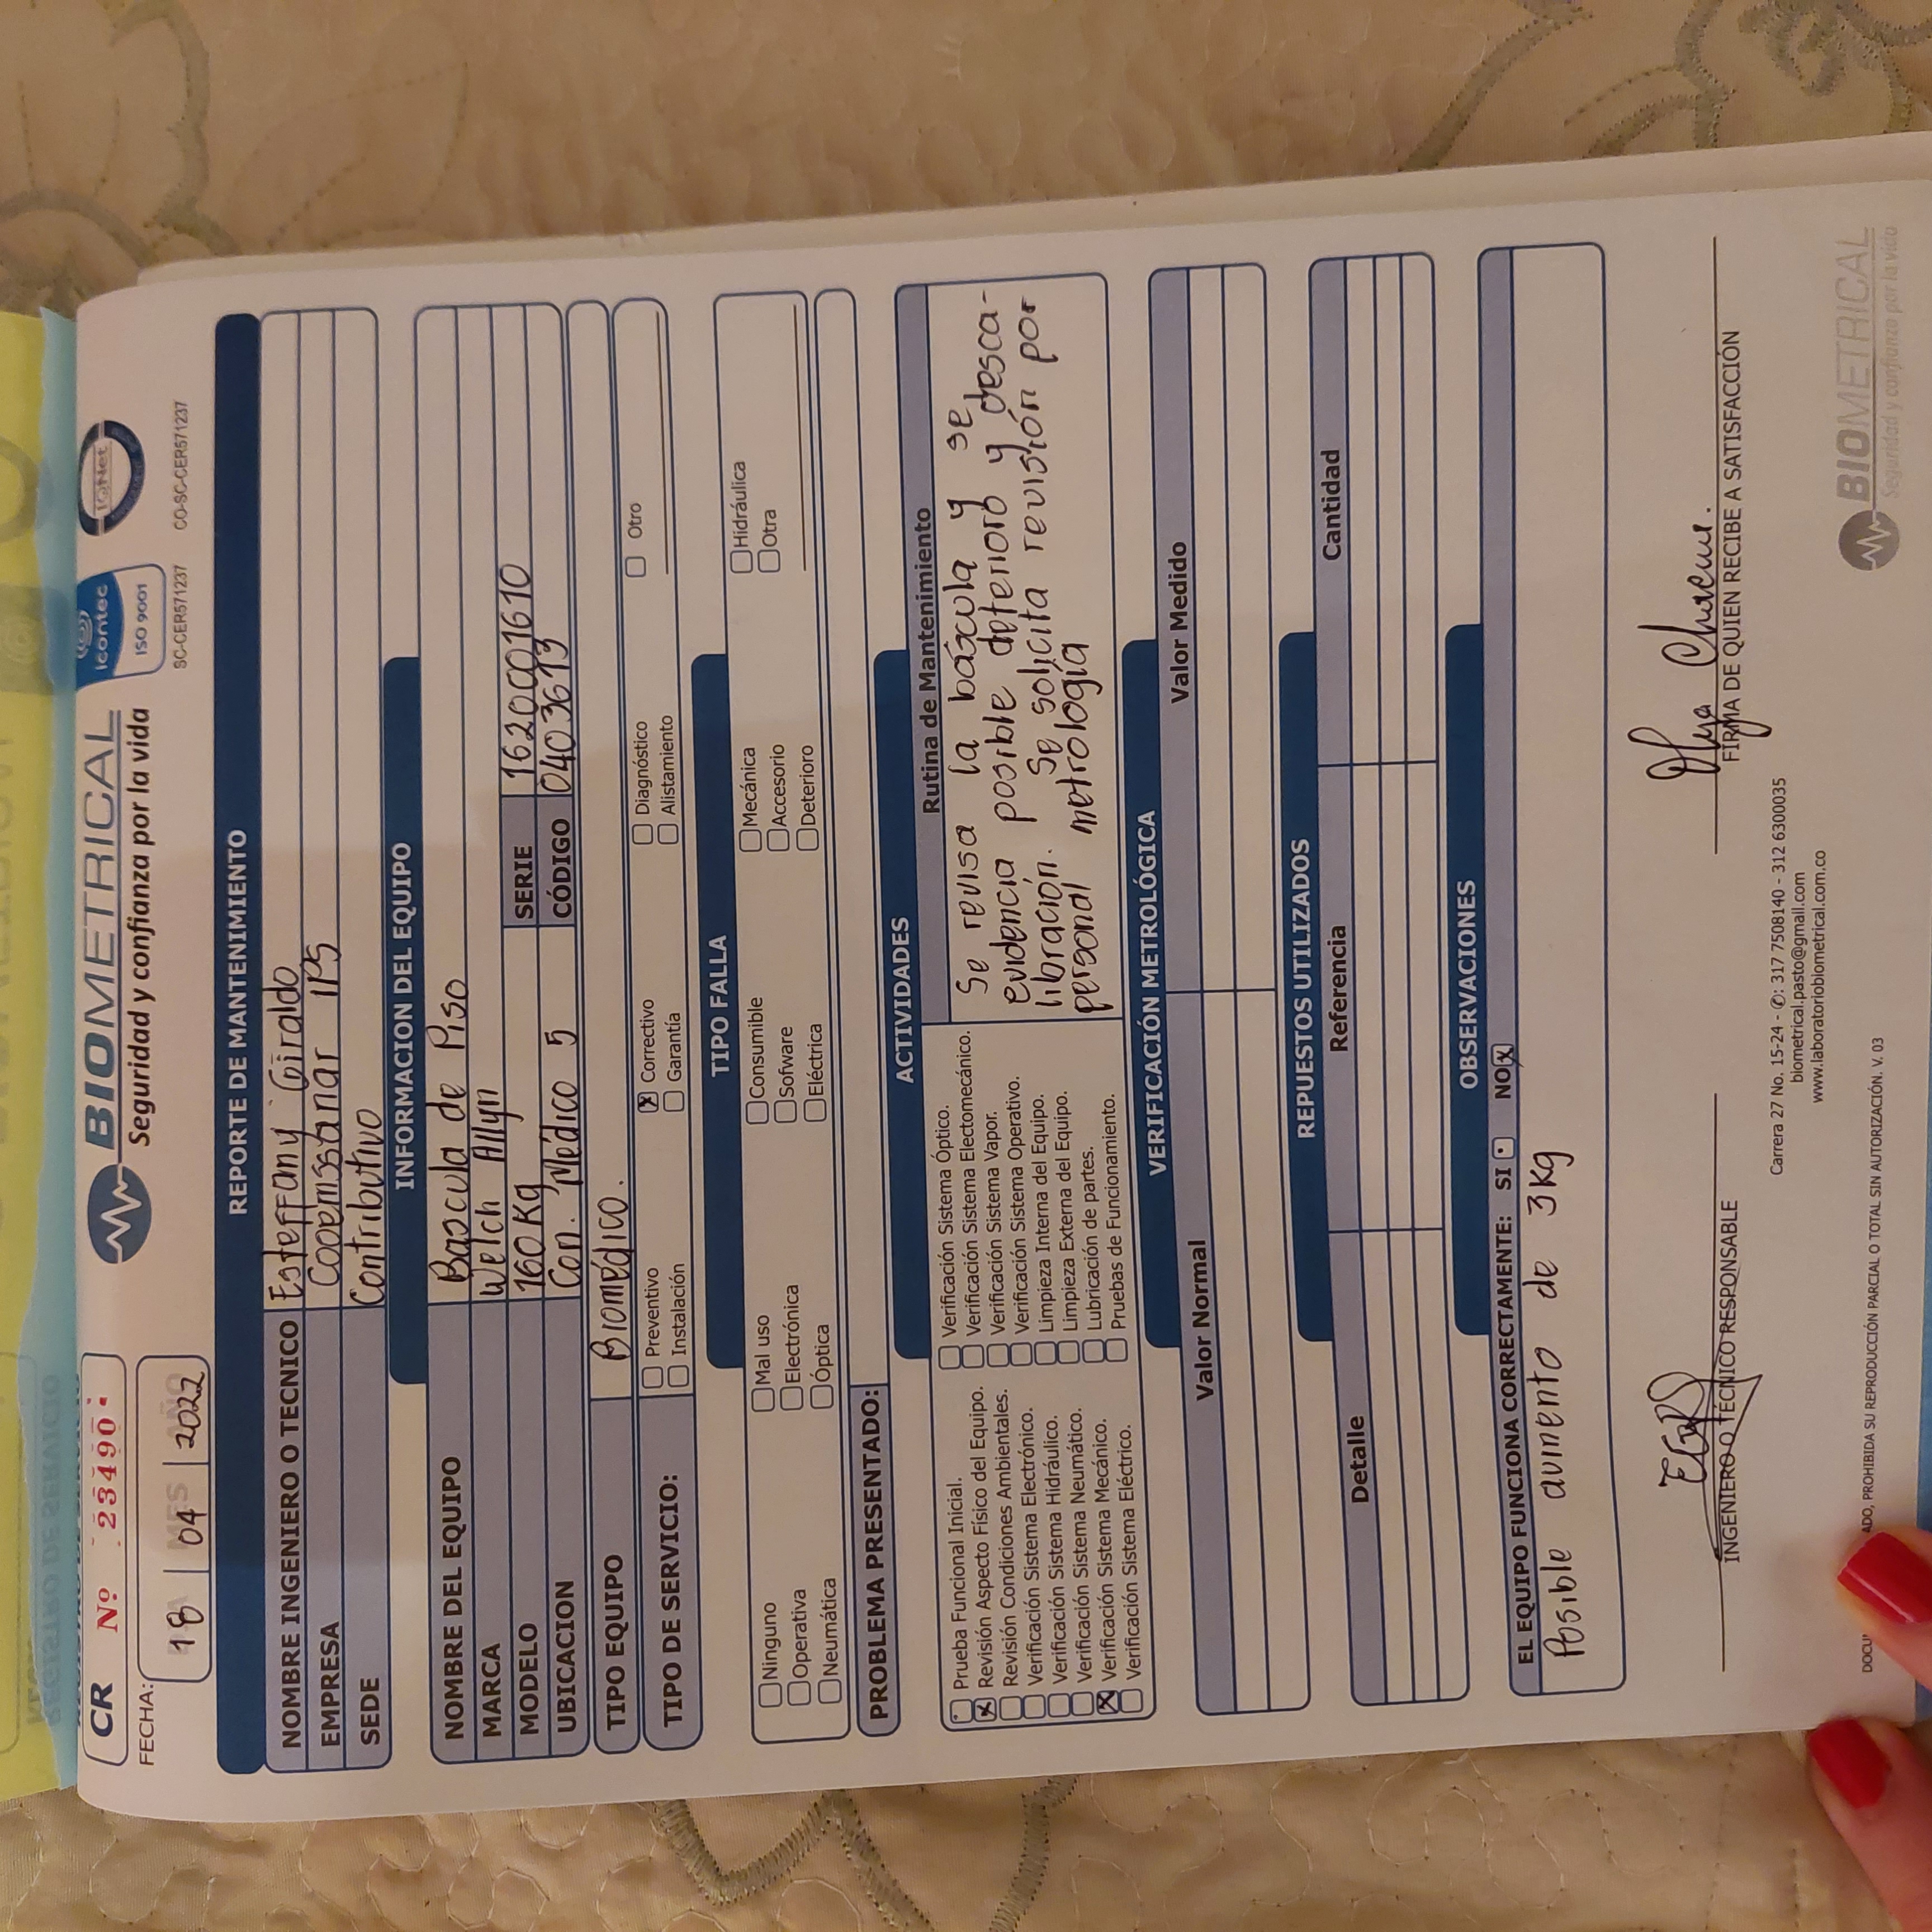 REGISTRO DE SERVICIO
CR Nº 23490
BIOMETRICAL
Seguridad y confianza por la vida
icontec
ISO 9001
SC-CER571237
IQNet
CO-SC-CER571237
FECHA: DIA MES AÑO
18 04 2022
REPORTE DE MANTENIMIENTO
NOMBRE INGENIERO O TECNICO Esteffany Giraldo
EMPRESA Cooemssanar IPS
SEDE Contributivo
INFORMACION DEL EQUIPO
NOMBRE DEL EQUIPO Bascula de Piso
MARCA Welch Allyn
MODELO 160 Kg SERIE 1620001610
UBICACION Con. Médico 5 CÓDIGO 0403613
TIPO EQUIPO Biomédico.
TIPO DE SERVICIO:
Preventivo Correctivo Diagnóstico Otro
Instalación Garantía Alistamiento
TIPO FALLA
Ninguno Mal uso Consumible Mecánica Hidráulica
Operativa Electrónica Sofware Accesorio Otra
Neumática Óptica Eléctrica Deterioro
PROBLEMA PRESENTADO:
ACTIVIDADES
Prueba Funcional Inicial.
Revisión Aspecto Físico del Equipo.
Revisión Condiciones Ambientales.
Verificación Sistema Electrónico.
Verificación Sistema Hidráulico.
Verificación Sistema Neumático.
Verificación Sistema Mecánico.
Verificación Sistema Eléctrico.
Verificación Sistema Óptico.
Verificación Sistema Electomecánico.
Verificación Sistema Vapor.
Verificación Sistema Operativo.
Limpieza Interna del Equipo.
Limpieza Externa del Equipo.
Lubricación de partes.
Pruebas de Funcionamiento.
Rutina de Mantenimiento
Se revisa la báscula y se
evidencia posible deterioro y desca-
libración. Se solicita revisión por
personal metrología
VERIFICACIÓN METROLÓGICA
Valor Normal Valor Medido
REPUESTOS UTILIZADOS
Detalle Referencia Cantidad
OBSERVACIONES
EL EQUIPO FUNCIONA CORRECTAMENTE: SI NO
Posible aumento de 3kg
INGENIERO O TÉCNICO RESPONSABLE
Olga
FIRMA DE QUIEN RECIBE A SATISFACCIÓN
Carrera 27 No. 15-24 - ✆: 317 7508140 - 312 6300035
biometrical.pasto@gmail.com
www.laboratoriobiometrical.com.co
ADO, PROHIBIDA SU REPRODUCCIÓN PARCIAL O TOTAL SIN AUTORIZACIÓN. V. 03
BIOMETRICAL
Seguridad y confianza por la vida